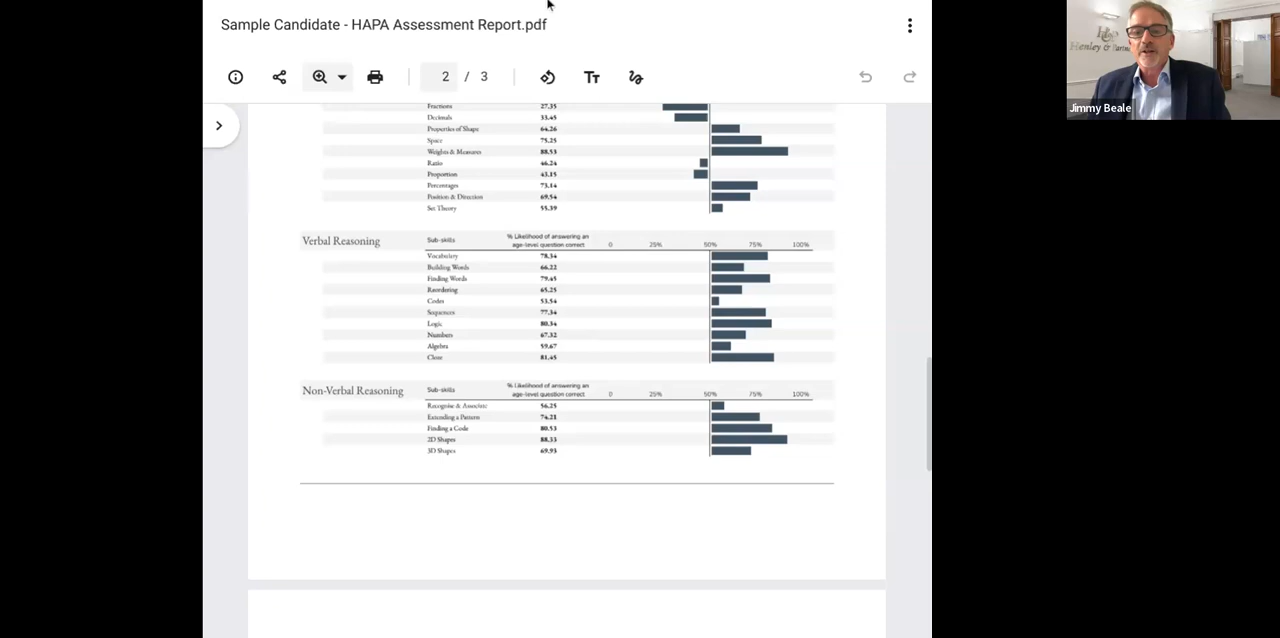 Sample Candidate - HAPA Assessment Report.pdf
2 / 3
Jimmy Beale
Fractions 27.35
Decimals 33.45
Properties of Shape 64.26
Space 75.25
Weights & Measures 88.53
Ratio 46.24
Proportion 43.15
Percentages 73.14
Position & Direction 69.54
Set Theory 55.39
Verbal Reasoning
Sub-skills
% Likelihood of answering an
age-level question correct
0 25% 50% 75% 100%
Vocabulary 78.34
Building Words 66.22
Finding Words 79.45
Reordering 65.25
Codes 53.54
Sequences 77.34
Logic 80.34
Numbers 67.32
Algebra 59.67
Cloze 81.45
Non-Verbal Reasoning
Sub-skills
% Likelihood of answering an
age-level question correct
0 25% 50% 75% 100%
Recognise & Associate 56.25
Extending a Pattern 74.21
Finding a Code 80.53
2D Shapes 88.33
3D Shapes 69.93